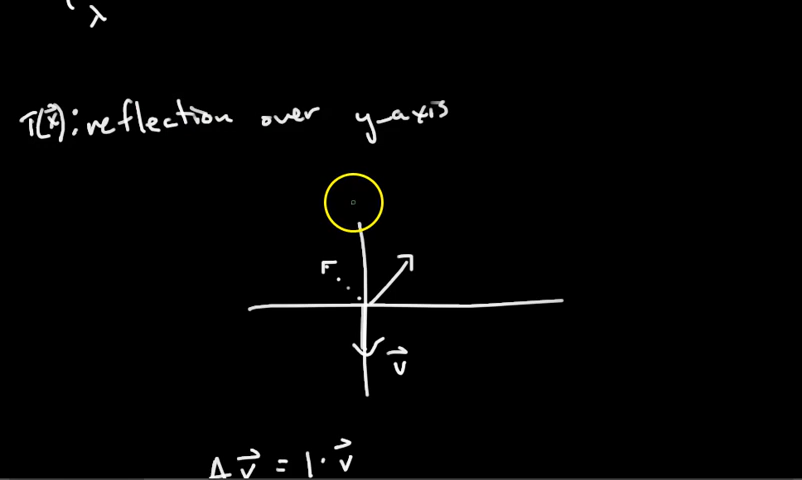 λ
T(x⃗): reflection over y-axis
v⃗
A v⃗ = 1 · v⃗